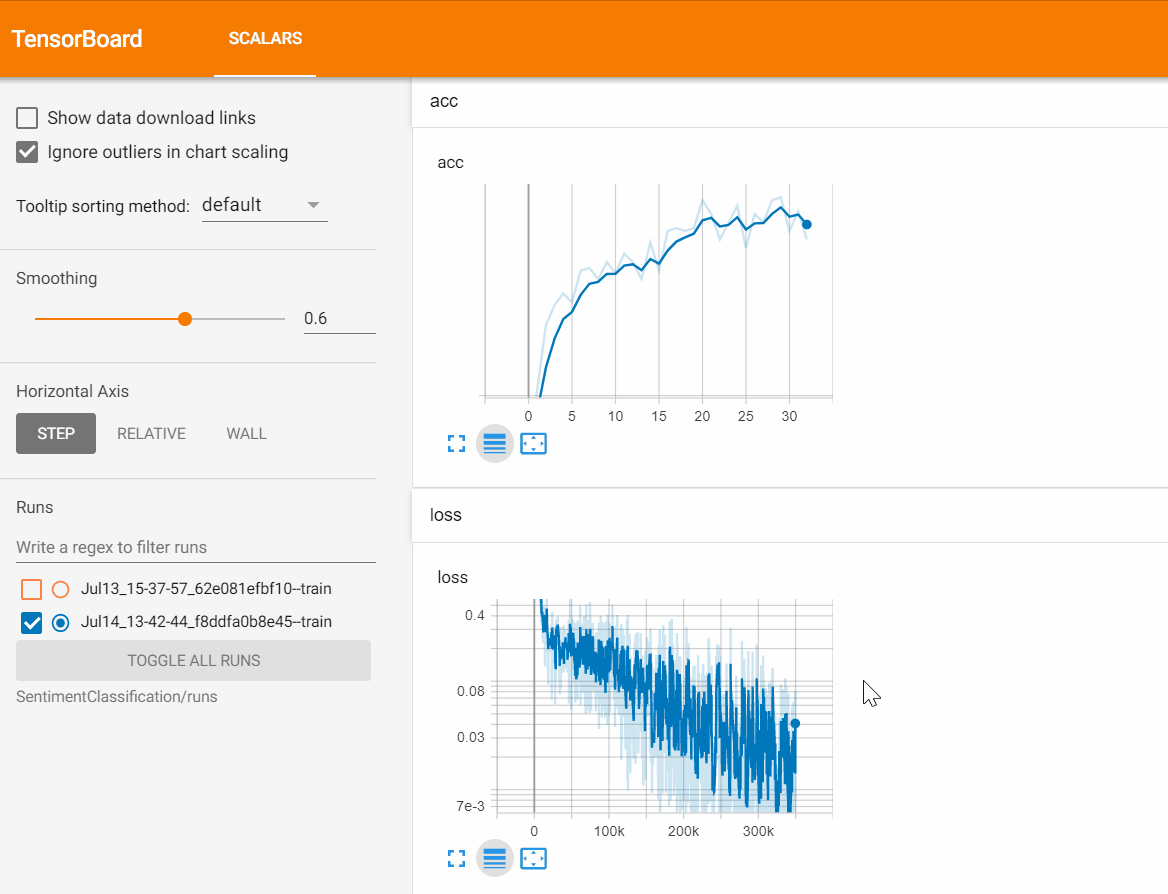 TensorBoard SCALARS
Show data download links
Ignore outliers in chart scaling
Tooltip sorting method: default
Smoothing
0.6
Horizontal Axis
STEP RELATIVE WALL
Runs
Write a regex to filter runs
Jul13_15-37-57_62e081efbf10--train
Jul14_13-42-44_f8ddfa0b8e45--train
TOGGLE ALL RUNS
SentimentClassification/runs
acc
acc
0 5 10 15 20 25 30
loss
loss
0.4
0.08
0.03
7e-3
0 100k 200k 300k